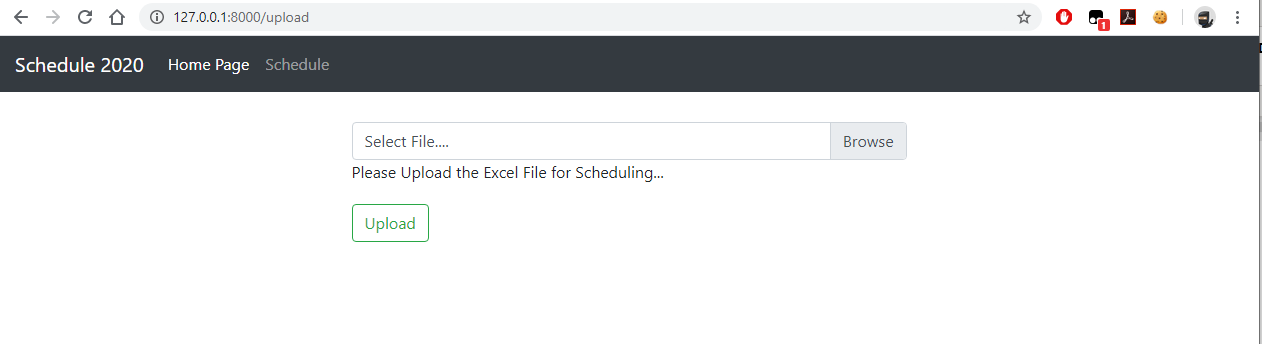 127.0.0.1:8000/upload
1
Schedule 2020 Home Page Schedule
Select File.... Browse
Please Upload the Excel File for Scheduling...
Upload